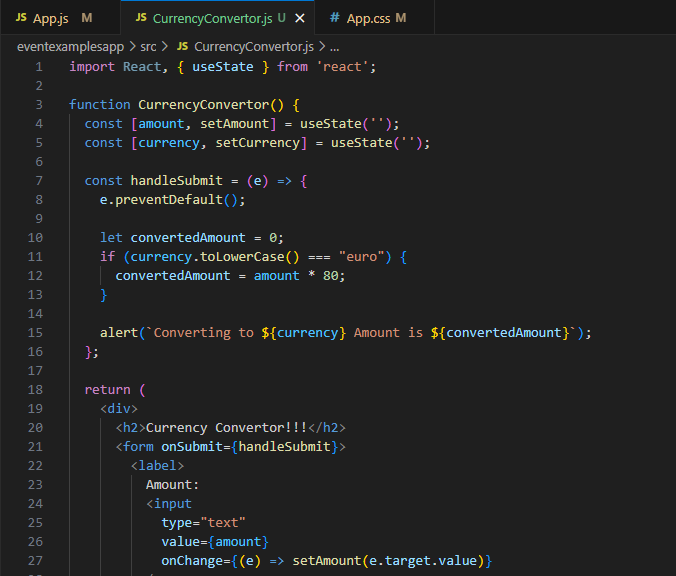 JS App.js M JS CurrencyConvertor.js U × # App.css M
eventexamplesapp > src > JS CurrencyConvertor.js > ...
1 import React, { useState } from 'react';
2
3 function CurrencyConvertor() {
4 const [amount, setAmount] = useState('');
5 const [currency, setCurrency] = useState('');
6
7 const handleSubmit = (e) => {
8 e.preventDefault();
9
10 let convertedAmount = 0;
11 if (currency.toLowerCase() === "euro") {
12 convertedAmount = amount * 80;
13 }
14
15 alert(`Converting to ${currency} Amount is ${convertedAmount}`);
16 };
17
18 return (
19 <div>
20 <h2>Currency Convertor!!!</h2>
21 <form onSubmit={handleSubmit}>
22 <label>
23 Amount:
24 <input
25 type="text"
26 value={amount}
27 onChange={(e) => setAmount(e.target.value)}